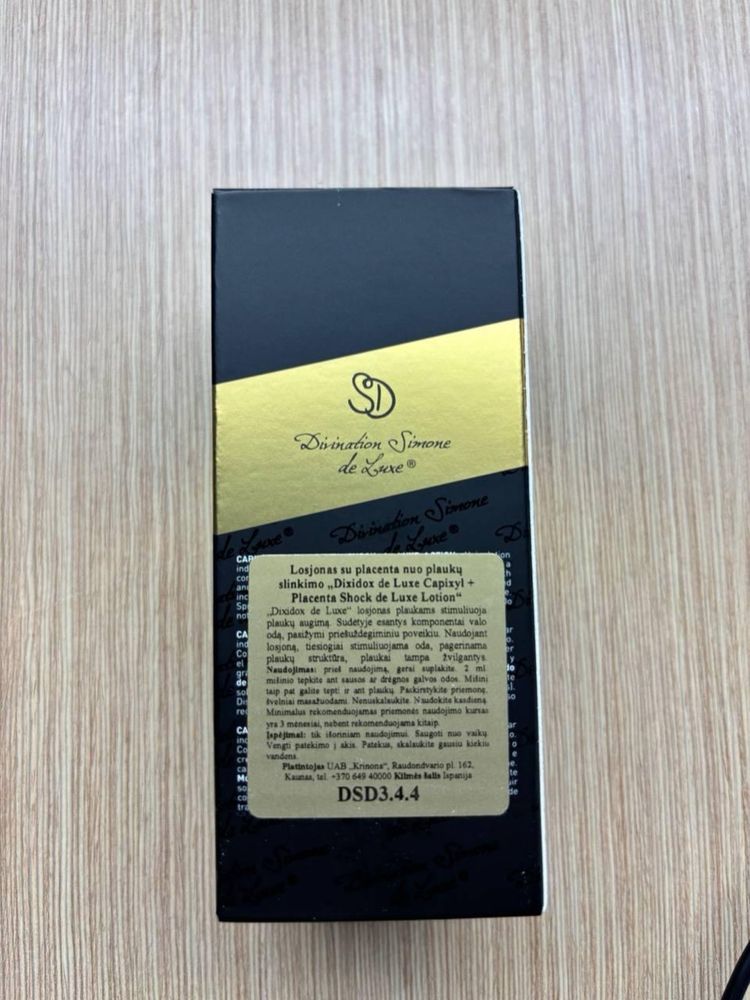 SD
Divination Simone
de Luxe®
Divination Simone
de Luxe®
de Luxe®
Losjonas su placenta nuo plaukų
slinkimo „Dixidox de Luxe Capixyl +
Placenta Shock de Luxe Lotion“
„Dixidox de Luxe“ losjonas plaukams stimuliuoja
plaukų augimą. Sudėtyje esantys komponentai valo
odą, pasižymi priešuždegiminiu poveikiu. Naudojant
losjoną, tiesiogiai stimuliuojama oda, pagerinama
plaukų struktūra, plaukai tampa žvilgantys.
Naudojimas: prieš naudojimą, gerai suplakite. 2 ml
mišinio tepkite ant sausos ar drėgnos galvos odos. Mišinį
taip pat galite tepti ir ant plaukų. Paskirstykite priemonę,
švelniai masažuodami. Nenuskalaukite. Naudokite kasdieną.
Minimalus rekomenduojamas priemonės naudojimo kursas
yra 3 mėnesiai, nebent rekomenduojama kitaip.
Įspėjimai: tik išoriniam naudojimui. Saugoti nuo vaikų.
Vengti patekimo į akis. Patekus, skalaukite gausiu kiekiu
vandens.
Platintojas UAB „Krinona“, Raudondvario pl. 162,
Kaunas, tel. +370 649 40000 Kilmės šalis Ispanija
DSD3.4.4
de Luxe®